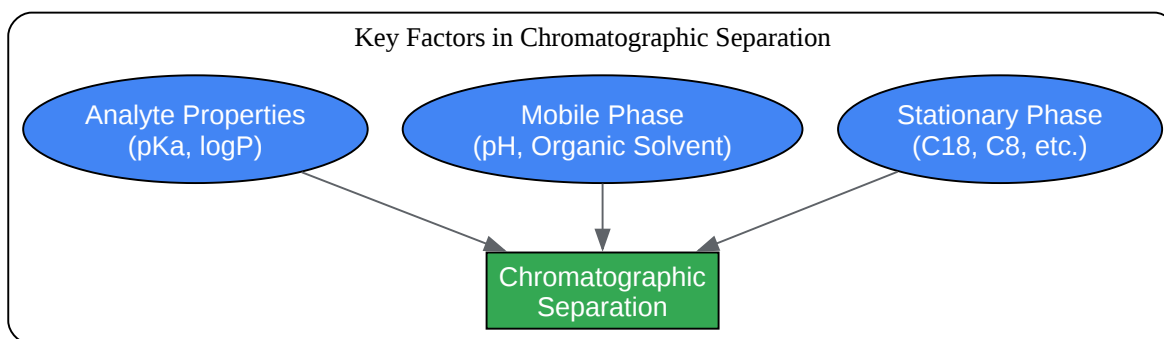 Key Factors in Chromatographic Separation
Analyte Properties
(pKa, logP)
Mobile Phase
(pH, Organic Solvent)
Stationary Phase
(C18, C8, etc.)
Chromatographic
Separation